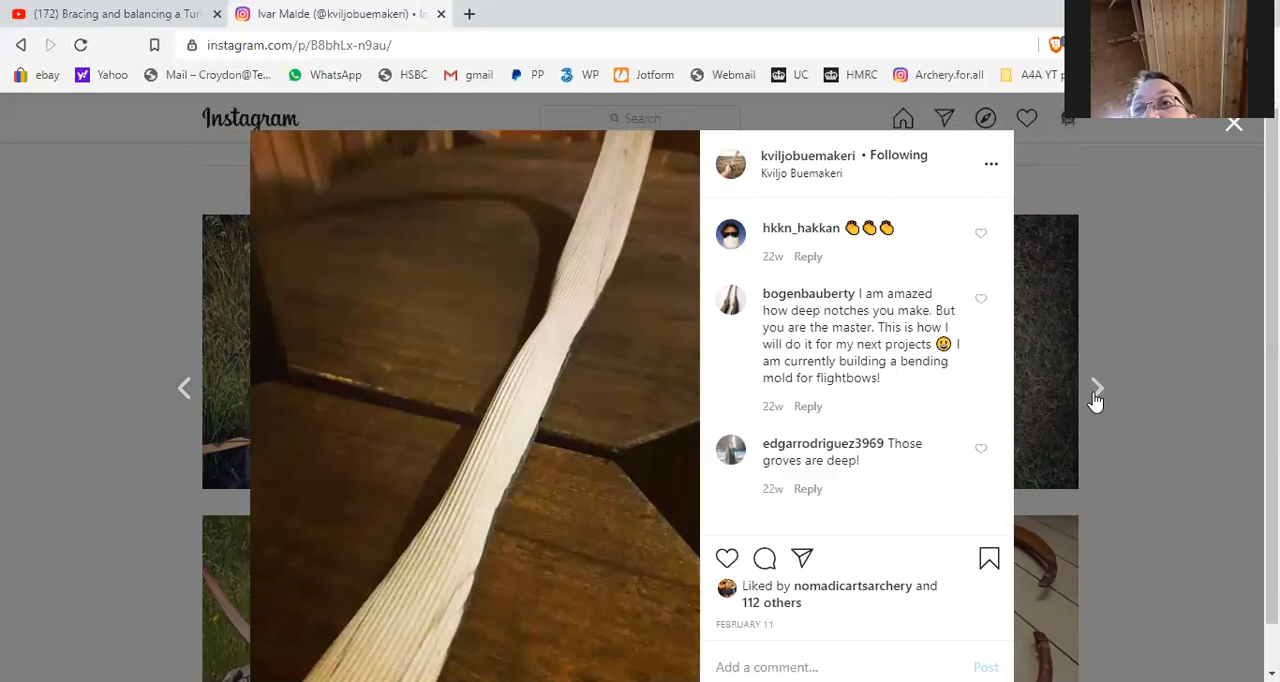 (172) Bracing and balancing a Tur
Ivar Malde (@kviljobuemakeri) • In
instagram.com/p/B8bhLx-n9au/
ebay
Yahoo
Mail – Croydon@Te...
WhatsApp
HSBC
gmail
PP
WP
Jotform
Webmail
UC
HMRC
Archery.for.all
A4A YT p
Instagram
Search
kviljobuemakeri • Following
Kviljo Buemakeri
hkkn_hakkan 👏👏👏
22w Reply
bogenbauberty I am amazed
how deep notches you make. But
you are the master. This is how I
will do it for my next projects 😀 I
am currently building a bending
mold for flightbows!
22w Reply
edgarrodriguez3969 Those
groves are deep!
22w Reply
Liked by nomadicartsarchery and
112 others
FEBRUARY 11
Add a comment...
Post